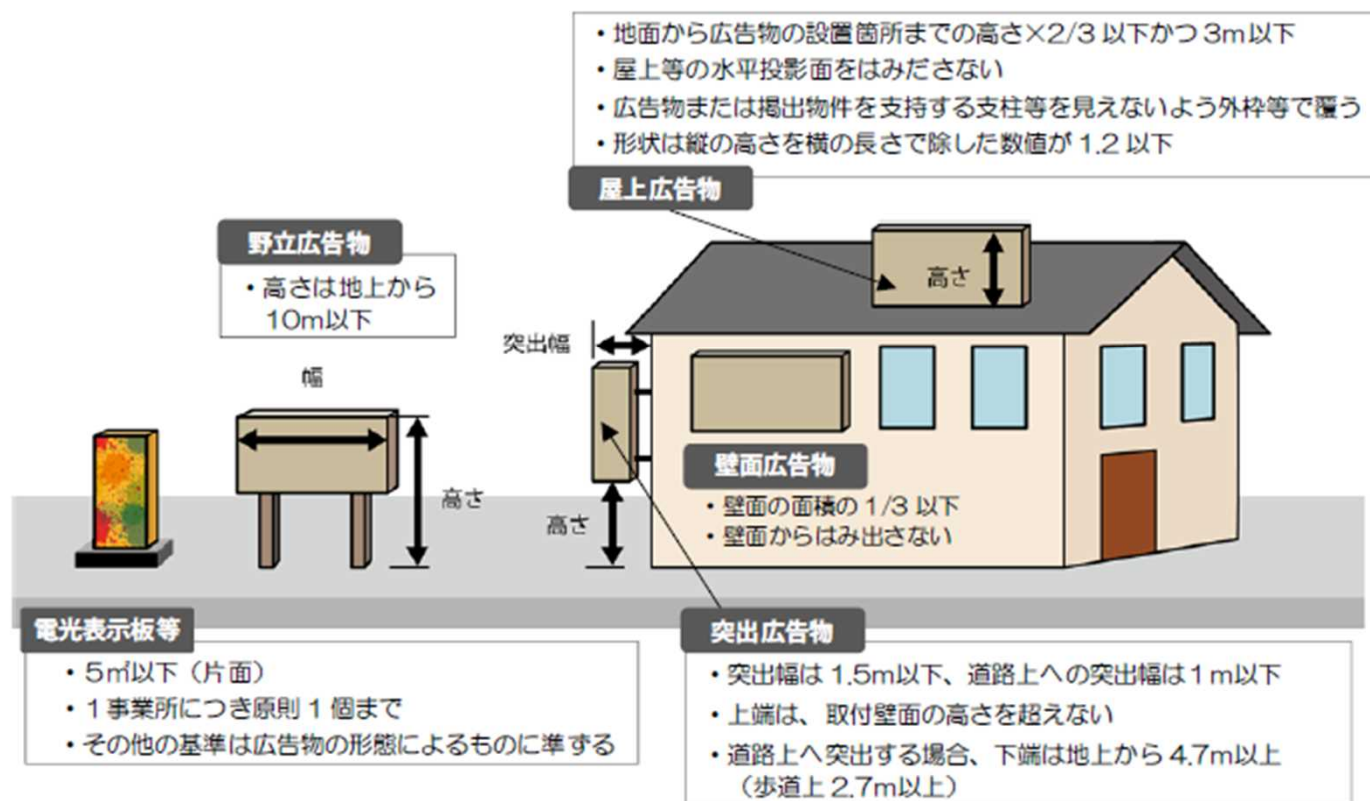 ・地面から広告物の設置箇所までの高さ×2/3 以下かつ 3m以下
・屋上等の水平投影面をはみださない
・広告物または掲出物件を支持する支柱等を見えないよう外枠等で覆う
・形状は縦の高さを横の長さで除した数値が 1.2 以下
屋上広告物
高さ
野立広告物
・高さは地上から
10m以下
幅
高さ
突出幅
高さ
壁面広告物
・壁面の面積の 1/3 以下
・壁面からはみ出さない
電光表示板等
・5㎡以下（片面）
・1事業所につき原則 1 個まで
・その他の基準は広告物の形態によるものに準ずる
突出広告物
・突出幅は 1.5m以下、道路上への突出幅は1m以下
・上端は、取付壁面の高さを超えない
・道路上へ突出する場合、下端は地上から 4.7m以上
（歩道上 2.7m以上）